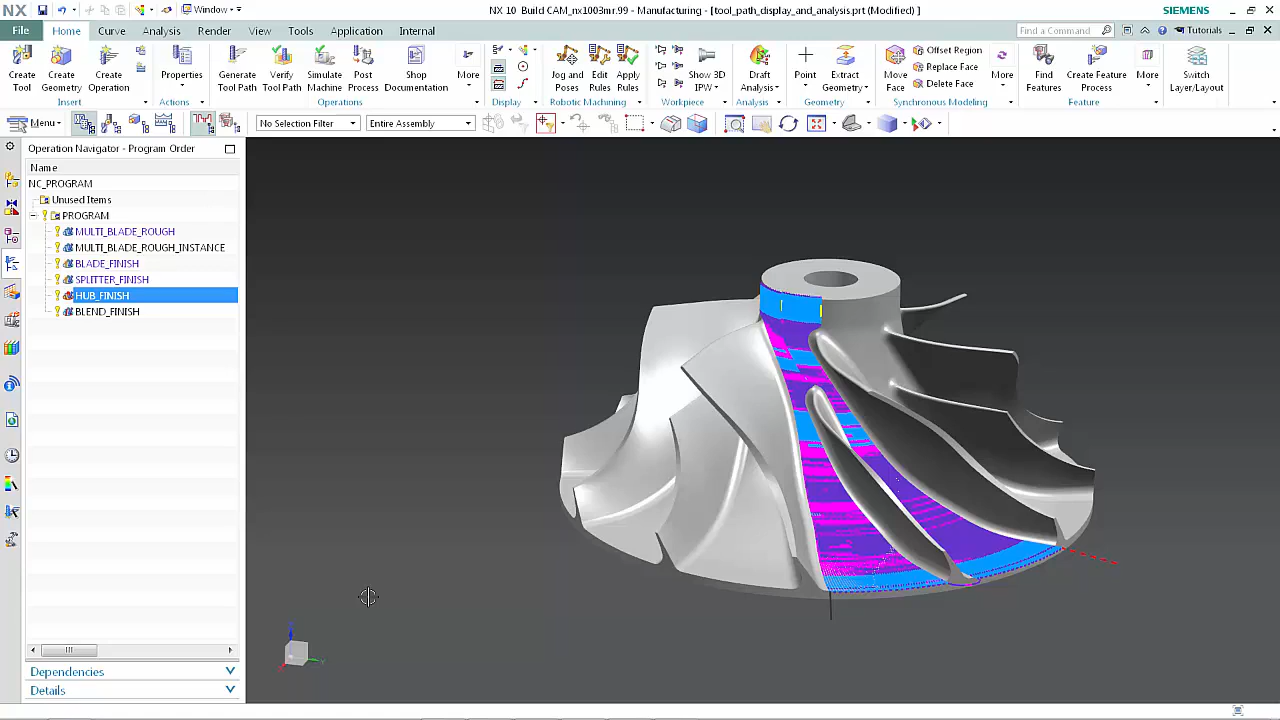 NX
Window
NX 10 Build CAM_nx1003mr.99 - Manufacturing - [tool_path_display_and_analysis.prt (Modified) ]
SIEMENS
File Home Curve Analysis Render View Tools Application Internal
Find a Command
Tutorials
Create Tool
Create Geometry
Create Operation
Properties
Generate Tool Path
Verify Tool Path
Simulate Machine
Post Process
Shop Documentation
More
Jog and Poses
Edit Rules
Apply Rules
Show 3D IPW
Draft Analysis
Point
Extract Geometry
Move Face
Offset Region
Replace Face
Delete Face
More
Find Features
Create Feature Process
More
Switch Layer/Layout
Insert Actions Operations Display Robotic Machining Workpiece Analysis Geometry Synchronous Modeling Feature
Menu
No Selection Filter
Entire Assembly
Operation Navigator - Program Order
Name
NC_PROGRAM
Unused Items
PROGRAM
MULTI_BLADE_ROUGH
MULTI_BLADE_ROUGH_INSTANCE
BLADE_FINISH
SPLITTER_FINISH
HUB_FINISH
BLEND_FINISH
Dependencies
Details